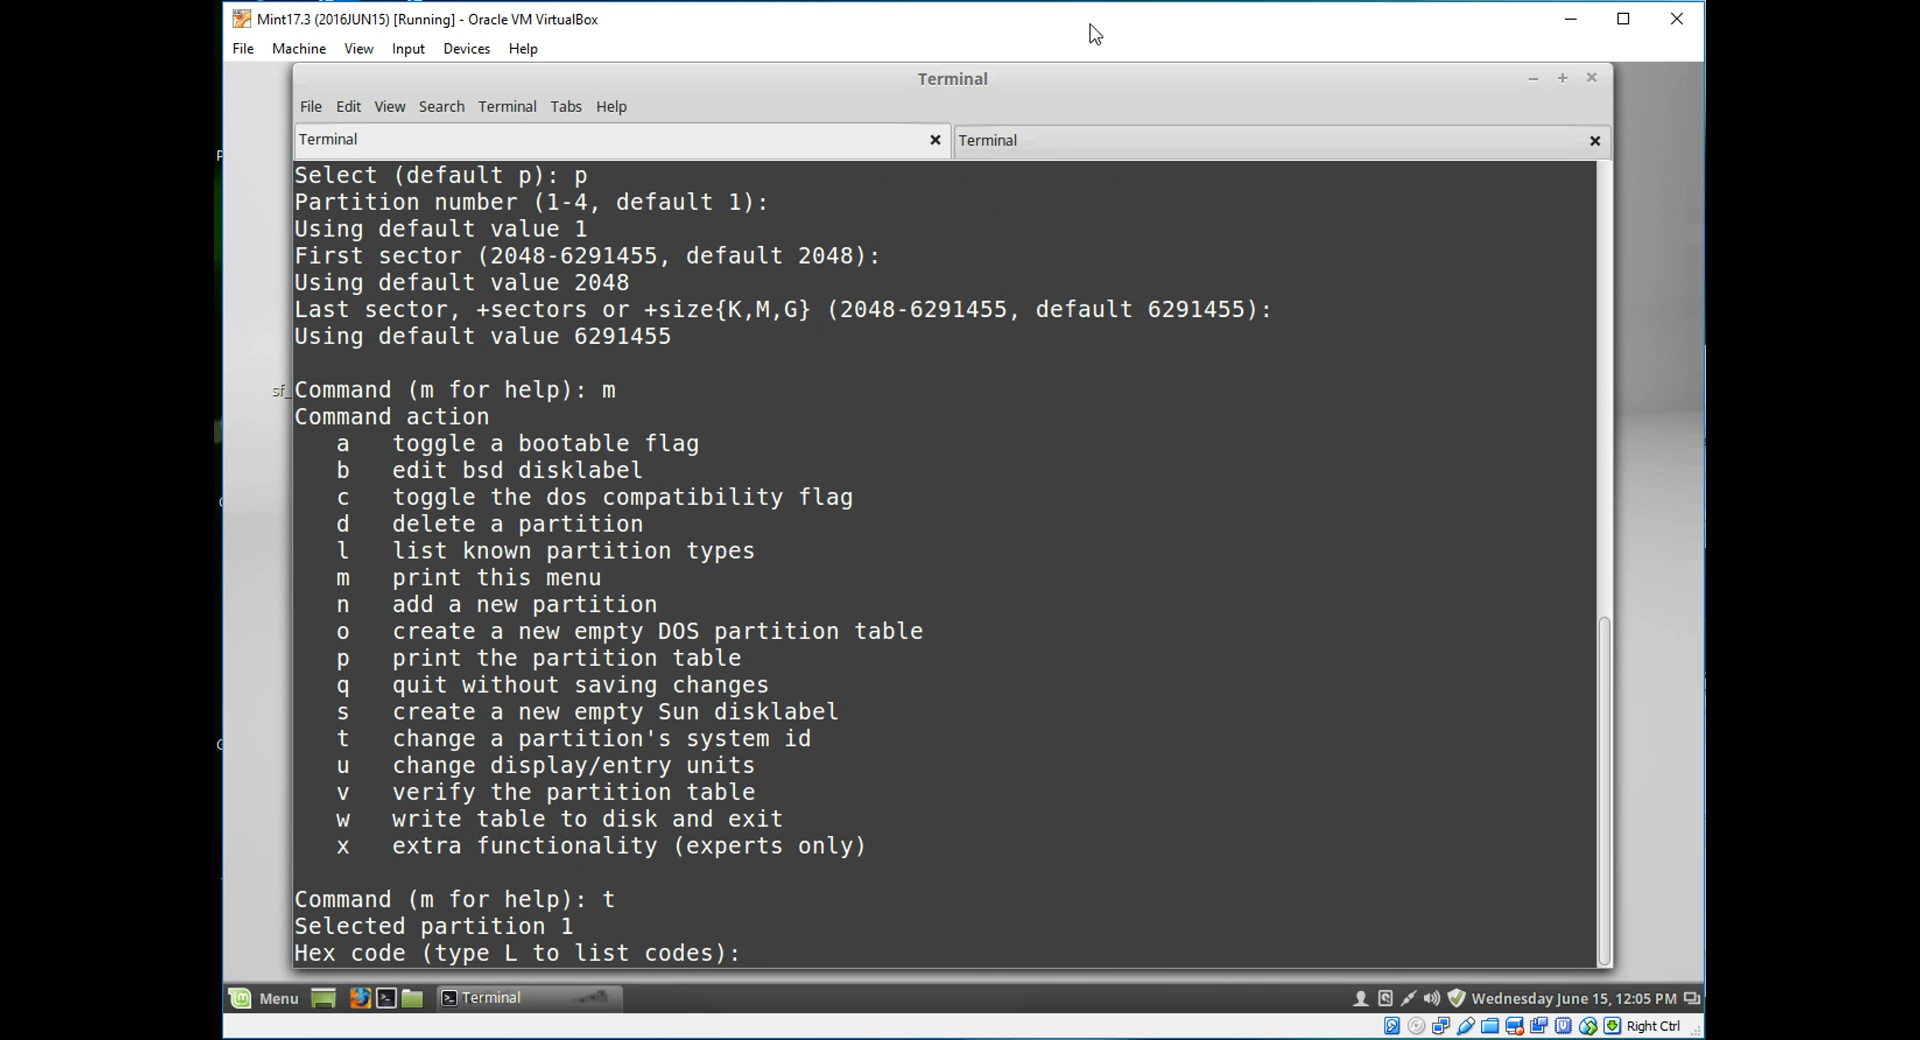 Mint17.3 (2016JUN15) [Running] - Oracle VM VirtualBox
File Machine View Input Devices Help
Terminal
File Edit View Search Terminal Tabs Help
Terminal
Terminal
Select (default p): p
Partition number (1-4, default 1):
Using default value 1
First sector (2048-6291455, default 2048):
Using default value 2048
Last sector, +sectors or +size{K,M,G} (2048-6291455, default 6291455):
Using default value 6291455
Command (m for help): m
sf_
Command action
a toggle a bootable flag
b edit bsd disklabel
c toggle the dos compatibility flag
d delete a partition
l list known partition types
m print this menu
n add a new partition
o create a new empty DOS partition table
p print the partition table
q quit without saving changes
s create a new empty Sun disklabel
t change a partition's system id
u change display/entry units
v verify the partition table
w write table to disk and exit
x extra functionality (experts only)
Command (m for help): t
Selected partition 1
Hex code (type L to list codes):
Menu Terminal Wednesday June 15, 12:05 PM
Right Ctrl